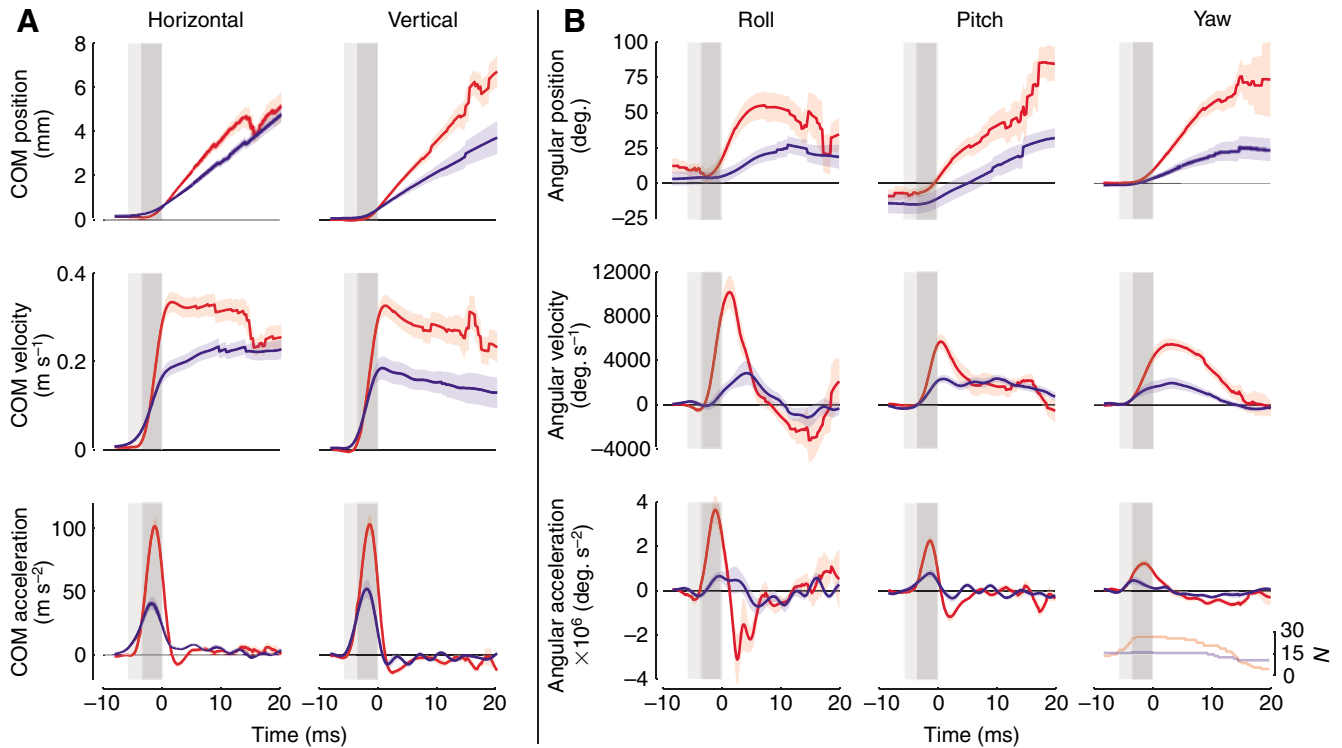 A
Horizontal
Vertical
B
Roll
Pitch
Yaw
COM position
(mm)
8
6
4
2
0
Angular position
(deg.)
100
75
50
25
0
−25
COM velocity
(m s−1)
0.4
0.2
0
Angular velocity
(deg. s−1)
12000
8000
4000
0
−4000
COM acceleration
(m s−2)
100
50
0
Angular acceleration
×106 (deg. s−2)
4
2
0
−2
−4
30
15
0
N
−10 0 10 20
0 10 20
−10 0 10 20
0 10 20
0 10 20
Time (ms)
Time (ms)